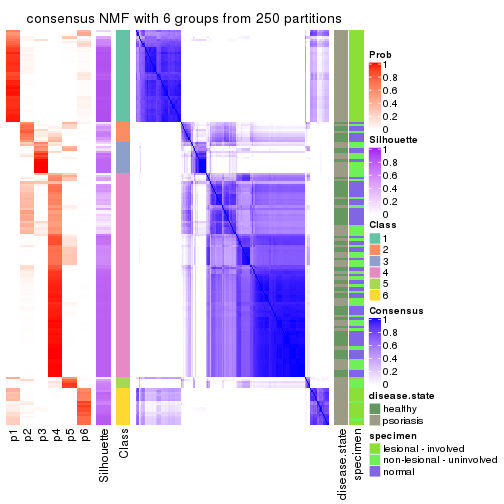 consensus NMF with 6 groups from 250 partitions
Prob
1
0.8
0.6
0.4
0.2
0
Silhouette
1
0.8
0.6
0.4
0.2
0
Class
1
2
3
4
5
6
Consensus
1
0.8
0.6
0.4
0.2
0
disease.state
healthy
psoriasis
specimen
lesional - involved
non-lesional - uninvolved
normal
p1
p2
p3
p4
p5
p6
Silhouette
Class
disease.state
specimen